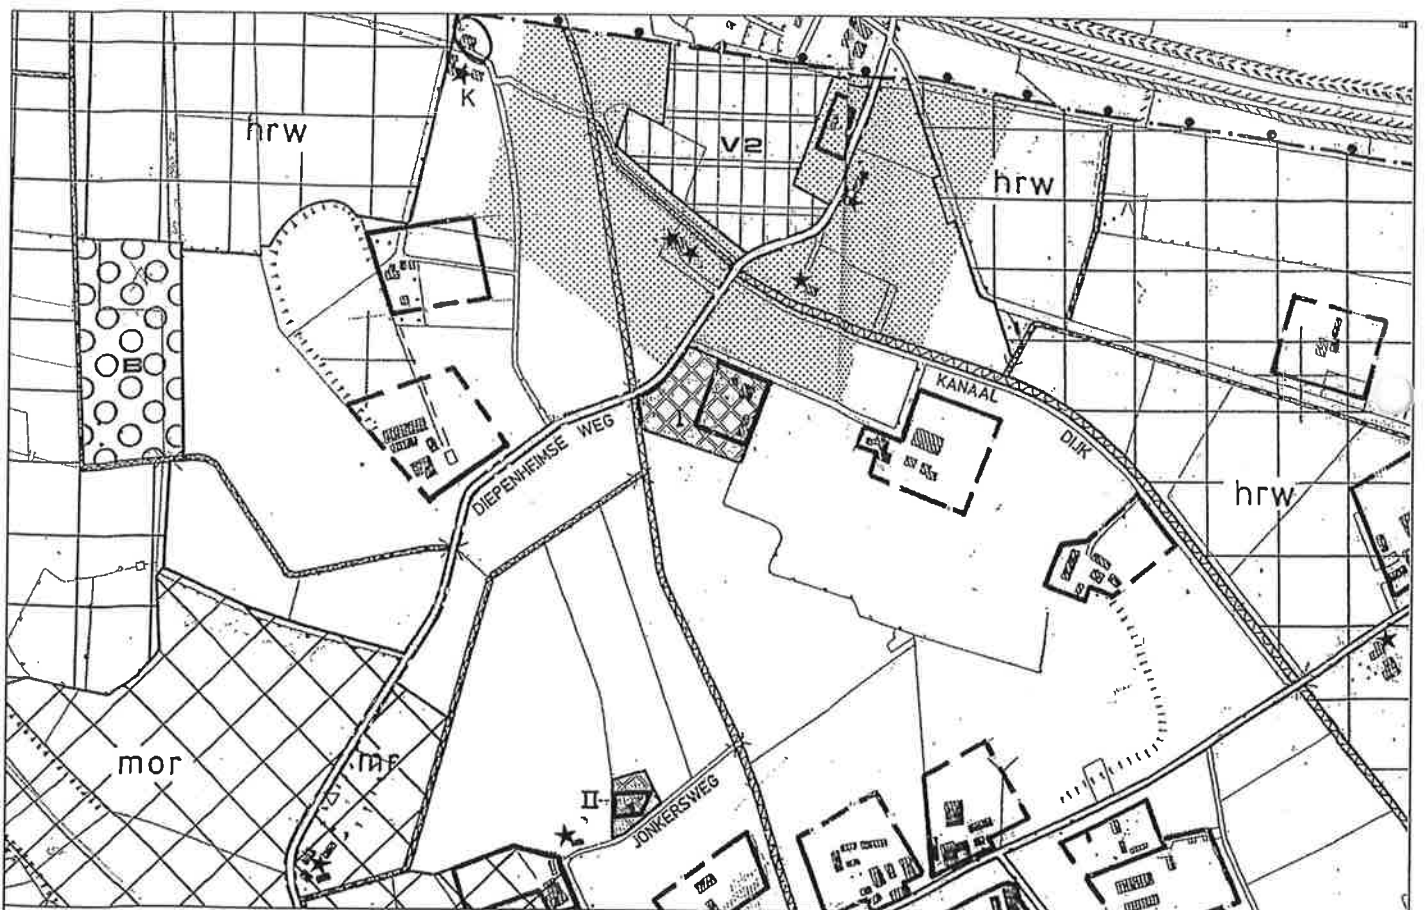 K
hrw
V2
hrw
B
I
DIEPENHEIMSE WEG
KANAAL
DIJK
hrw
mor
mr
II
JONKERSWEG